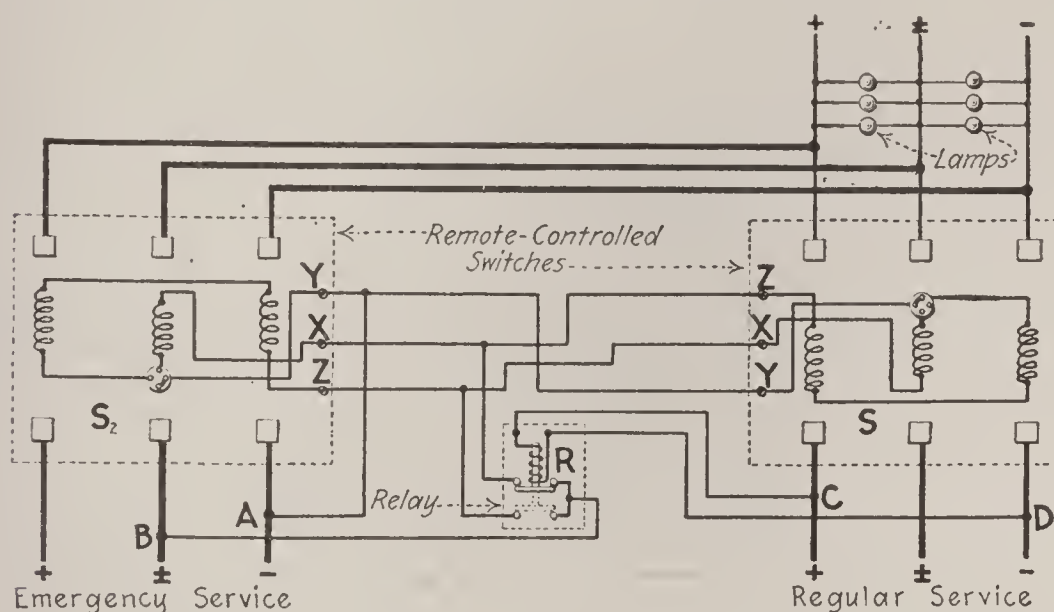 + ± -
Lamps
Remote-Controlled
Switches
Y
X
Z
Z
X
Y
S₂
S
R
Relay
A
B
C
D
+ ± -
+ ± -
Emergency Service
Regular Service